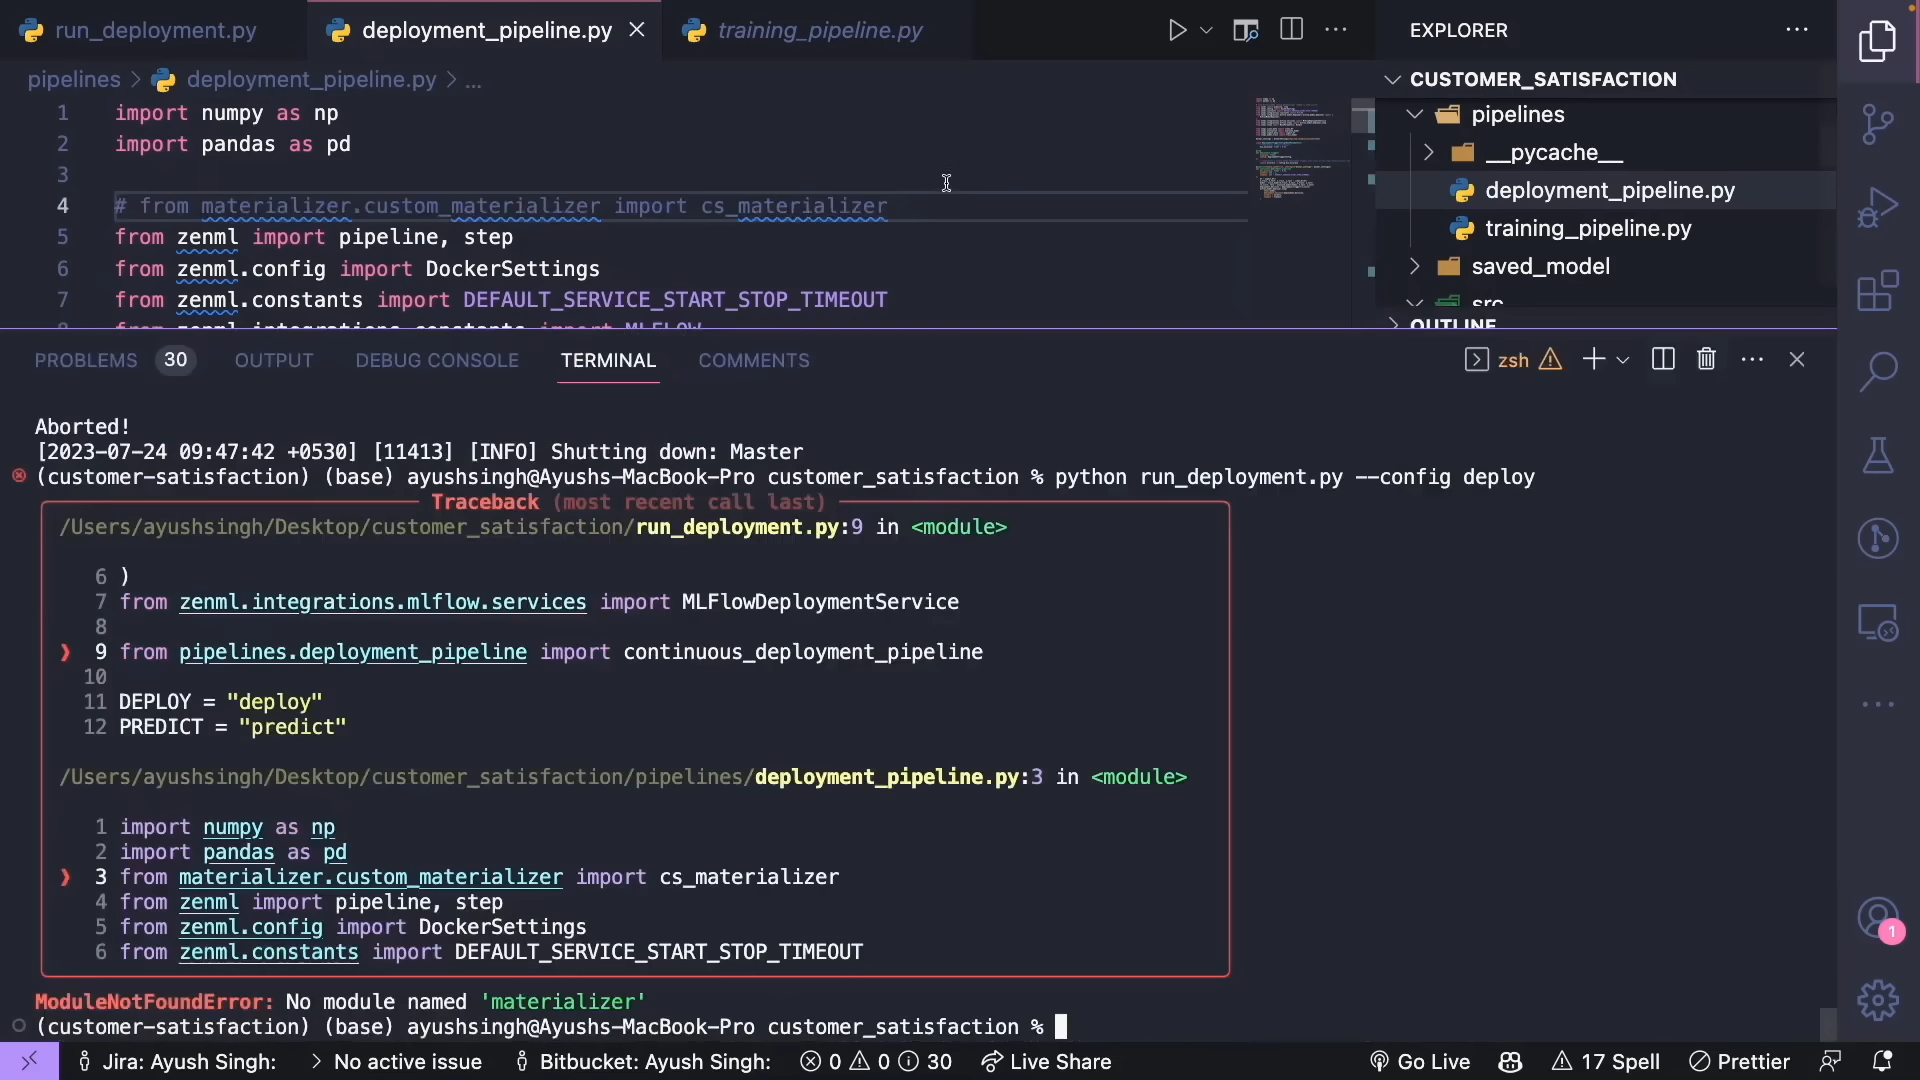 run_deployment.py
deployment_pipeline.py
training_pipeline.py
EXPLORER
pipelines > deployment_pipeline.py > ...
CUSTOMER_SATISFACTION
pipelines
__pycache__
deployment_pipeline.py
training_pipeline.py
saved_model
src
OUTLINE
1 import numpy as np
2 import pandas as pd
3
4 # from materializer.custom_materializer import cs_materializer
5 from zenml import pipeline, step
6 from zenml.config import DockerSettings
7 from zenml.constants import DEFAULT_SERVICE_START_STOP_TIMEOUT
8 from zenml.integrations.constants import MLFLOW
PROBLEMS 30 OUTPUT DEBUG CONSOLE TERMINAL COMMENTS
zsh
Aborted!
[2023-07-24 09:47:42 +0530] [11413] [INFO] Shutting down: Master
(customer-satisfaction) (base) ayushsingh@Ayushs-MacBook-Pro customer_satisfaction % python run_deployment.py --config deploy
Traceback (most recent call last)
/Users/ayushsingh/Desktop/customer_satisfaction/run_deployment.py:9 in <module>
6 )
7 from zenml.integrations.mlflow.services import MLFlowDeploymentService
8
❱ 9 from pipelines.deployment_pipeline import continuous_deployment_pipeline
10
11 DEPLOY = "deploy"
12 PREDICT = "predict"
/Users/ayushsingh/Desktop/customer_satisfaction/pipelines/deployment_pipeline.py:3 in <module>
1 import numpy as np
2 import pandas as pd
❱ 3 from materializer.custom_materializer import cs_materializer
4 from zenml import pipeline, step
5 from zenml.config import DockerSettings
6 from zenml.constants import DEFAULT_SERVICE_START_STOP_TIMEOUT
ModuleNotFoundError: No module named 'materializer'
(customer-satisfaction) (base) ayushsingh@Ayushs-MacBook-Pro customer_satisfaction %
1
Jira: Ayush Singh: > No active issue Bitbucket: Ayush Singh: 0 0 30 Live Share Go Live 17 Spell Prettier